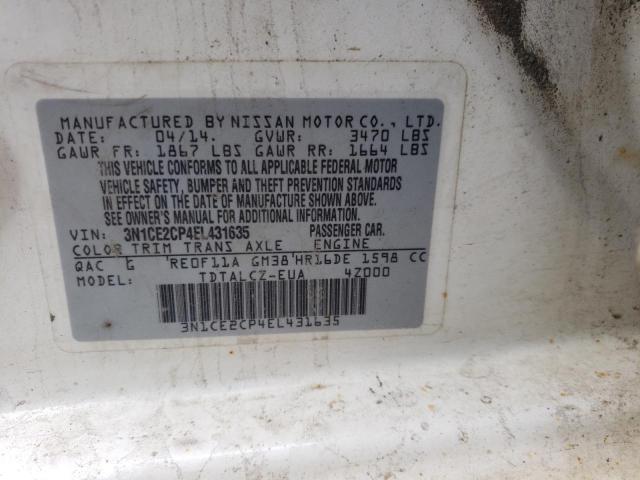 MANUFACTURED BY NISSAN MOTOR CO., LTD.
DATE: 04/14. GVWR: 3470 LBS
GAWR FR: 1867 LBS GAWR RR: 1664 LBS
THIS VEHICLE CONFORMS TO ALL APPLICABLE FEDERAL MOTOR
VEHICLE SAFETY, BUMPER AND THEFT PREVENTION STANDARDS
IN EFFECT ON THE DATE OF MANUFACTURE SHOWN ABOVE.
SEE OWNER'S MANUAL FOR ADDITIONAL INFORMATION.
VIN: 3N1CE2CP4EL431635 PASSENGER CAR.
COLOR TRIM TRANS AXLE ENGINE
QAC G 'RE0F11A GM38'HR16DE 1598 CC
MODEL: TDTALCZ-EUA 4Z000
3N1CE2CP4EL431635